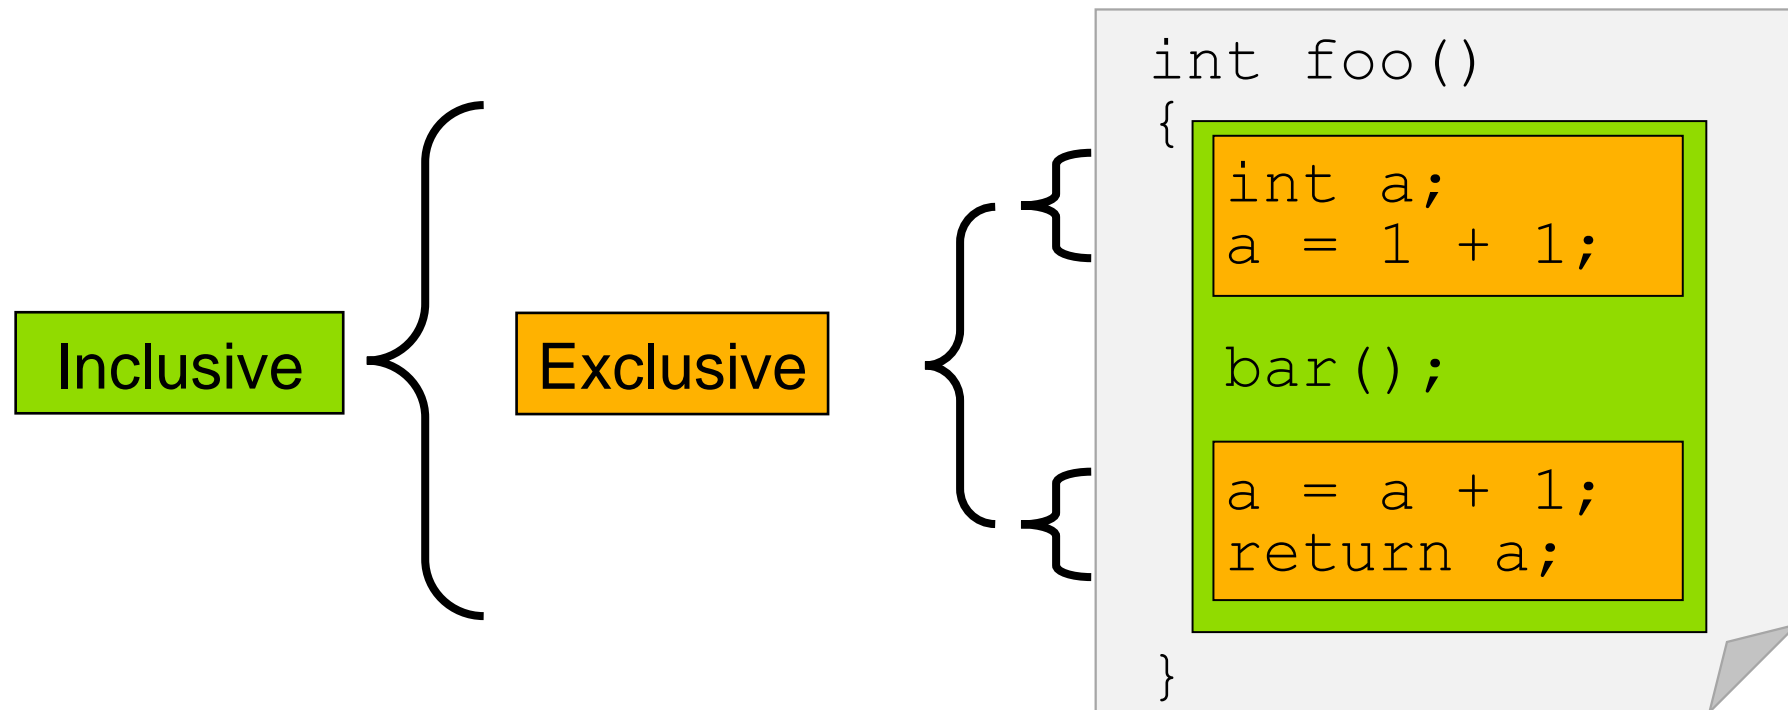 Inclusive
Exclusive
int foo()
{
int a;
a = 1 + 1;
bar();
a = a + 1;
return a;
}